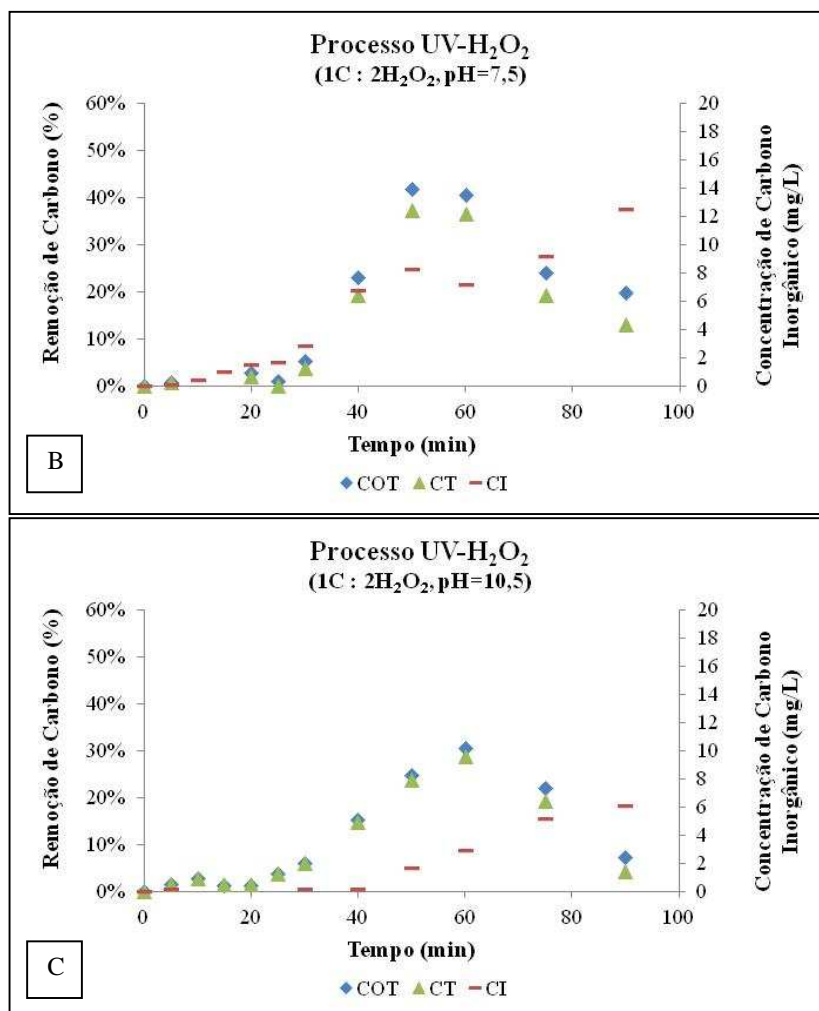 Processo UV-H₂O₂
(1C : 2H₂O₂, pH=7,5)
Remoção de Carbono (%)
60%
50%
40%
30%
20%
10%
0%
20
18
16
14
12
10
8
6
4
2
0
Concentração de Carbono
Inorgânico (mg/L)
0 20 40 60 80 100
Tempo (min)
COT CT CI
B
Processo UV-H₂O₂
(1C : 2H₂O₂, pH=10,5)
Remoção de Carbono (%)
60%
50%
40%
30%
20%
10%
0%
20
18
16
14
12
10
8
6
4
2
0
Concentração de Carbono
Inorgânico (mg/L)
0 20 40 60 80 100
Tempo (min)
COT CT CI
C